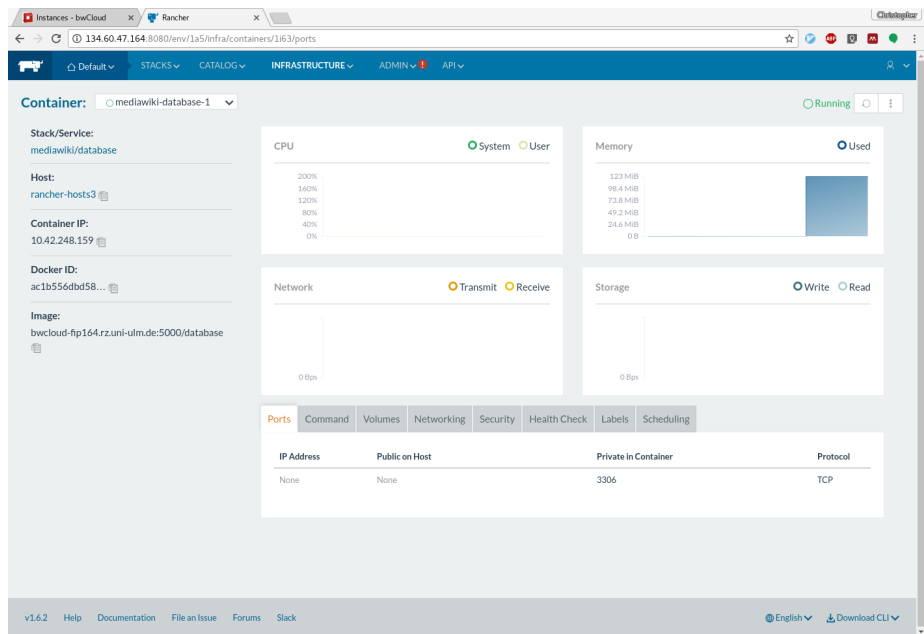 Instances - bwCloud
Rancher
Christopher
134.60.47.164:8080/env/1a5/infra/containers/1i63/ports
ABP
Default
STACKS
CATALOG
INFRASTRUCTURE
ADMIN
API
Container:
mediawiki-database-1
Running
Stack/Service:
mediawiki/database
Host:
rancher-hosts3
Container IP:
10.42.248.159
Docker ID:
ac1b556dbd58...
Image:
bwcloud-fip164.rz.uni-ulm.de:5000/database
CPU
System
User
200%
160%
120%
80%
40%
0%
Memory
Used
123 MiB
98.4 MiB
73.8 MiB
49.2 MiB
24.6 MiB
0 B
Network
Transmit
Receive
0 Bps
Storage
Write
Read
0 Bps
Ports
Command
Volumes
Networking
Security
Health Check
Labels
Scheduling
IP Address Public on Host Private in Container Protocol
None None 3306 TCP
v1.6.2
Help
Documentation
File an Issue
Forums
Slack
English
Download CLI